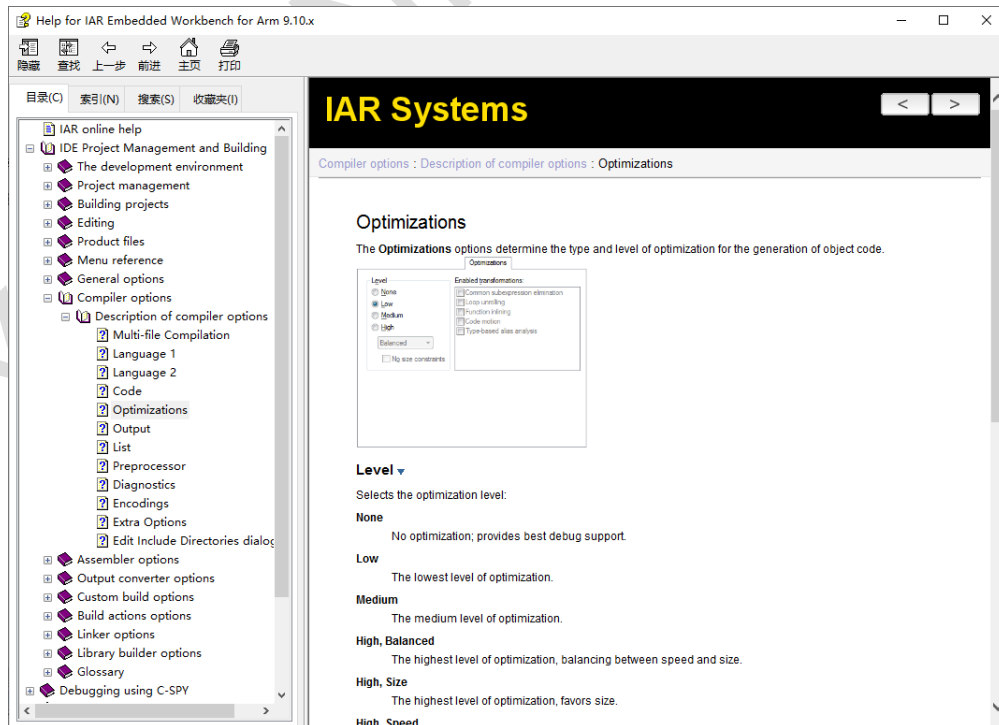 Help for IAR Embedded Workbench for Arm 9.10.x
隐藏 查找 上一步 前进 主页 打印
目录(C) 索引(N) 搜索(S) 收藏夹(I)
IAR online help
IDE Project Management and Building
The development environment
Project management
Building projects
Editing
Product files
Menu reference
General options
Compiler options
Description of compiler options
Multi-file Compilation
Language 1
Language 2
Code
Optimizations
Output
List
Preprocessor
Diagnostics
Encodings
Extra Options
Edit Include Directories dialog
Assembler options
Output converter options
Custom build options
Build actions options
Linker options
Library builder options
Glossary
Debugging using C-SPY
IAR Systems
< >
Compiler options : Description of compiler options : Optimizations
Optimizations
The Optimizations options determine the type and level of optimization for the generation of object code.
Optimizations
Level
None
Low
Medium
High
Balanced
No size constraints
Enabled transformations:
Common subexpression elimination
Loop unrolling
Function inlining
Code motion
Type-based alias analysis
Level
Selects the optimization level:
None
No optimization; provides best debug support.
Low
The lowest level of optimization.
Medium
The medium level of optimization.
High, Balanced
The highest level of optimization, balancing between speed and size.
High, Size
The highest level of optimization, favors size.
High, Speed